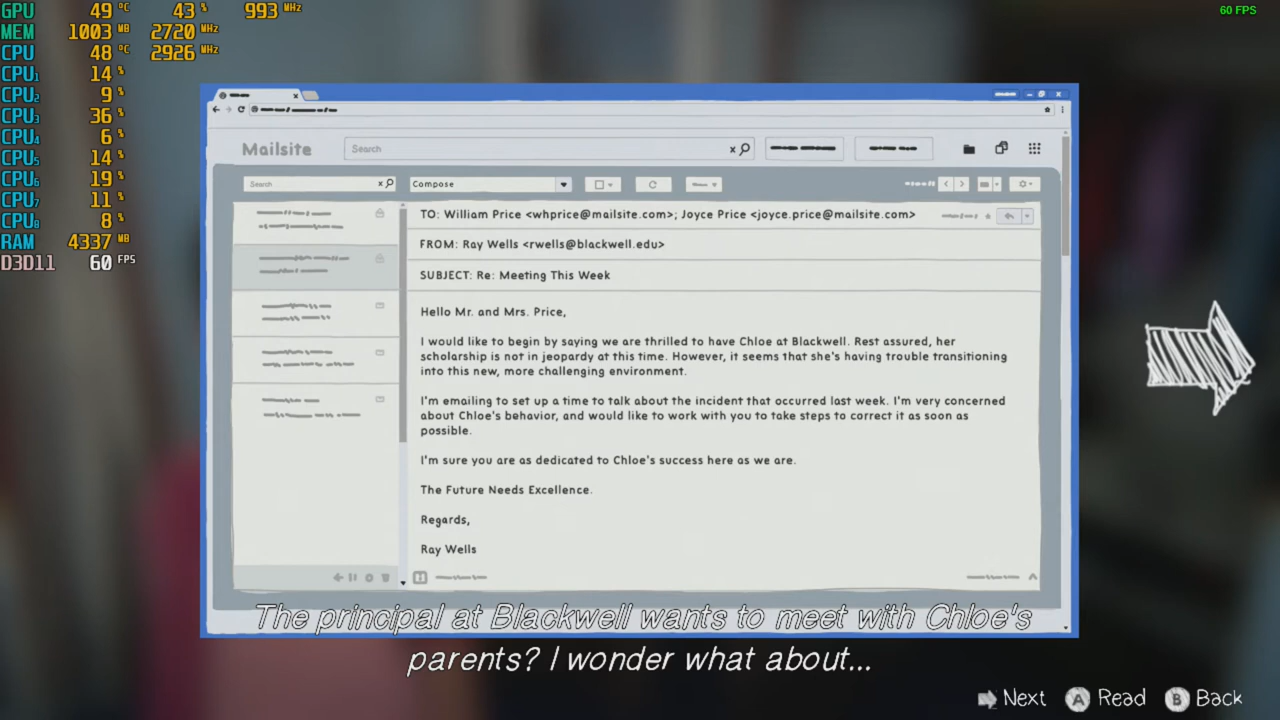 GPU 49 °C 43 % 993 MHz
60 FPS
MEM 1003 MB 2720 MHz
CPU 48 °C 2926 MHz
CPU1 14 %
CPU2 9 %
CPU3 36 %
CPU4 6 %
CPU5 14 %
CPU6 19 %
CPU7 11 %
CPU8 8 %
RAM 4337 MB
D3D11 60 FPS
Mailsite
Search x
Search x
Compose
TO: William Price <whprice@mailsite.com>; Joyce Price <joyce.price@mailsite.com>
FROM: Ray Wells <rwells@blackwell.edu>
SUBJECT: Re: Meeting This Week
Hello Mr. and Mrs. Price,
I would like to begin by saying we are thrilled to have Chloe at Blackwell. Rest assured, her
scholarship is not in jeopardy at this time. However, it seems that she's having trouble transitioning
into this new, more challenging environment.
I'm emailing to set up a time to talk about the incident that occurred last week. I'm very concerned
about Chloe's behavior, and would like to work with you to take steps to correct it as soon as
possible.
I'm sure you are as dedicated to Chloe's success here as we are.
The Future Needs Excellence.
Regards,
Ray Wells
The principal at Blackwell wants to meet with Chloe's
parents? I wonder what about...
Next A Read B Back